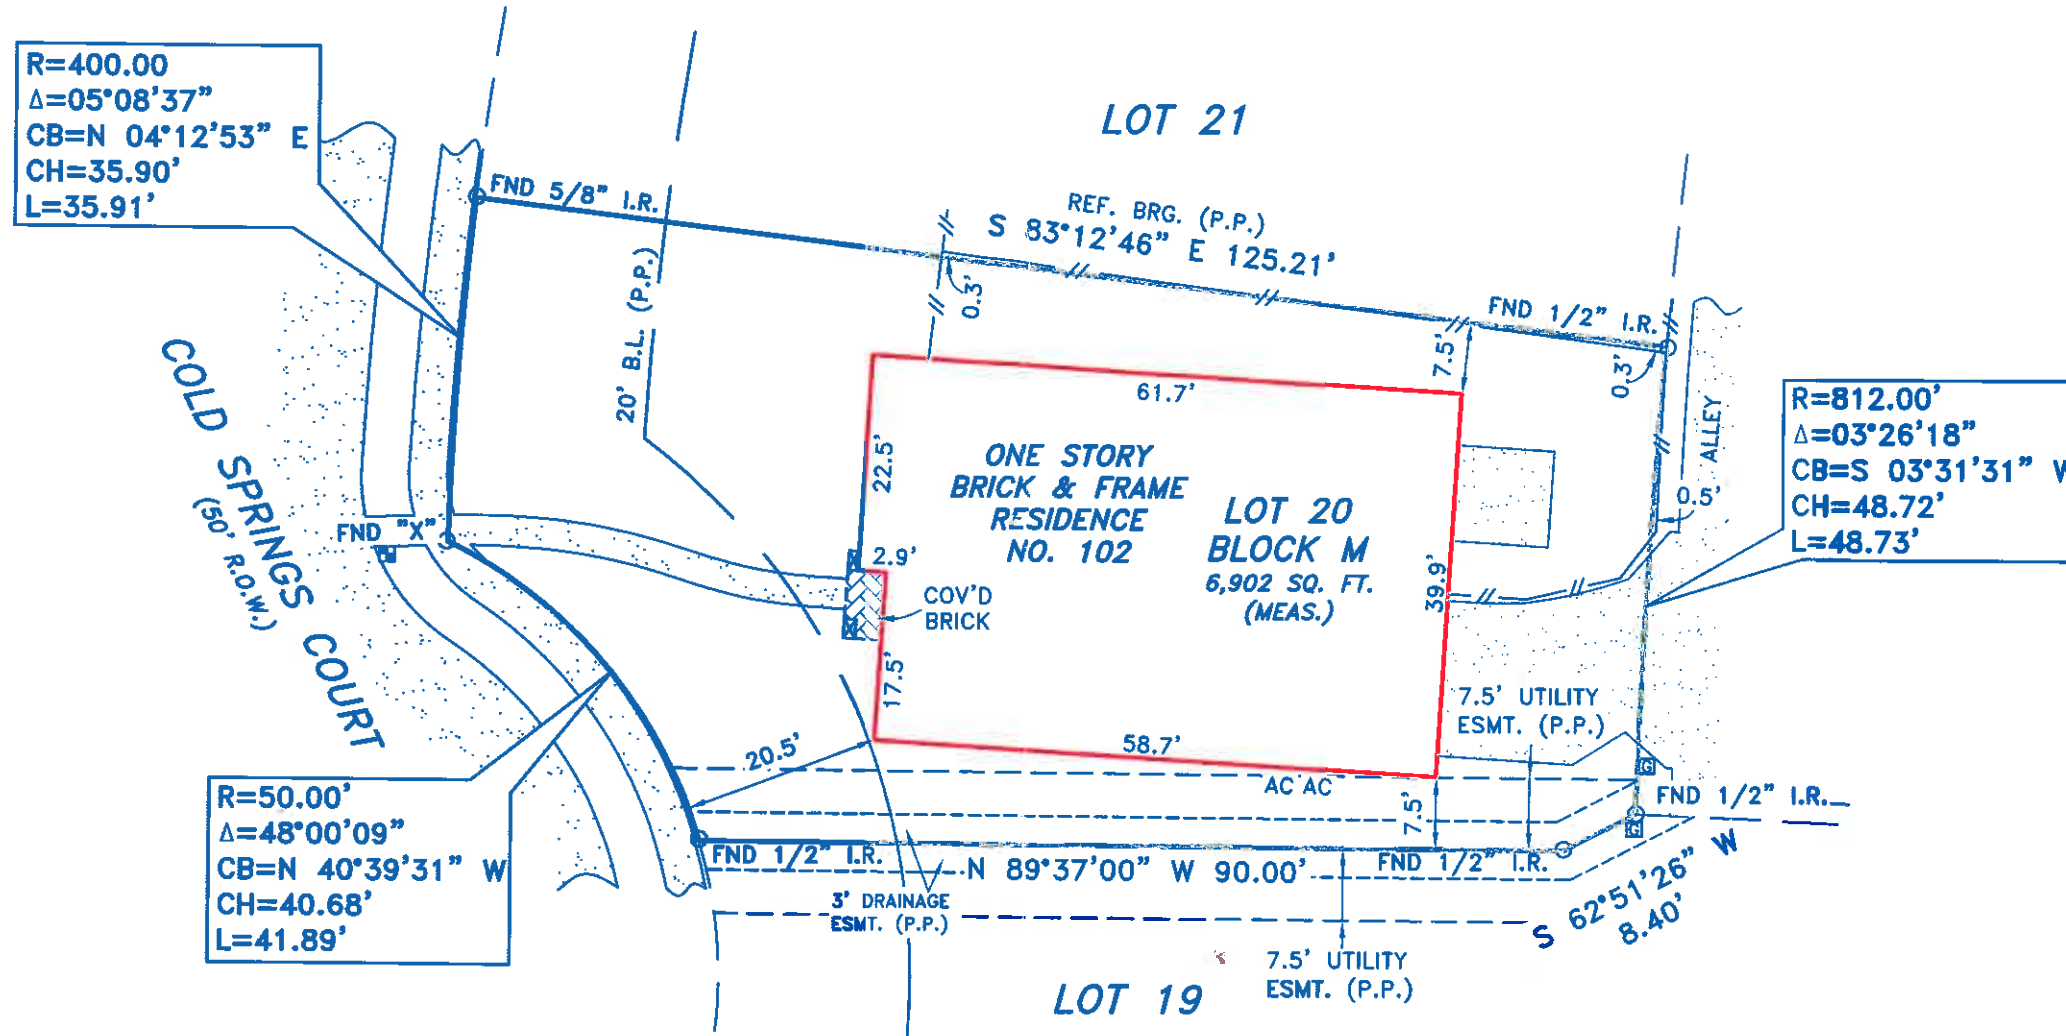 R=400.00
Δ=05°08'37"
CB=N 04°12'53" E
CH=35.90'
L=35.91'
LOT 21
FND 5/8" I.R.
REF. BRG. (P.P.)
S 83°12'46" E 125.21'
0.3'
FND 1/2" I.R.
20' B.L. (P.P.)
7.5'
0.3'
61.7'
ALLEY
R=812.00'
Δ=03°26'18"
CB=S 03°31'31" W
CH=48.72'
L=48.73'
COLD SPRINGS COURT
(50' R.O.W.)
22.5'
ONE STORY
BRICK & FRAME
RESIDENCE
NO. 102
LOT 20
BLOCK M
6,902 SQ. FT.
(MEAS.)
0.5'
FND "X"
2.9'
COV'D
BRICK
39.9'
17.5'
7.5' UTILITY
ESMT. (P.P.)
58.7'
20.5'
AC AC
G
R=50.00'
Δ=48°00'09"
CB=N 40°39'31" W
CH=40.68'
L=41.89'
7.5'
FND 1/2" I.R.
G
FND 1/2" I.R.
N 89°37'00" W 90.00'
FND 1/2" I.R.
S 62°51'26" W
8.40'
3' DRAINAGE
ESMT. (P.P.)
7.5' UTILITY
ESMT. (P.P.)
LOT 19